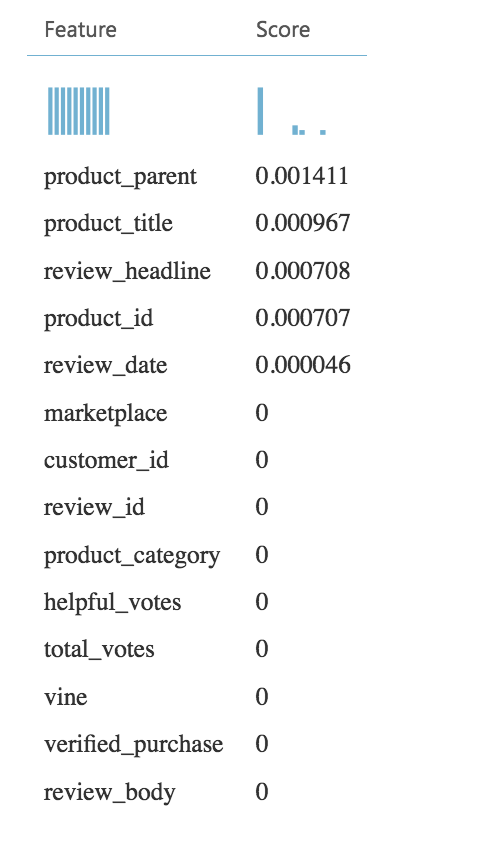 Feature Score
product_parent 0.001411
product_title 0.000967
review_headline 0.000708
product_id 0.000707
review_date 0.000046
marketplace 0
customer_id 0
review_id 0
product_category 0
helpful_votes 0
total_votes 0
vine 0
verified_purchase 0
review_body 0